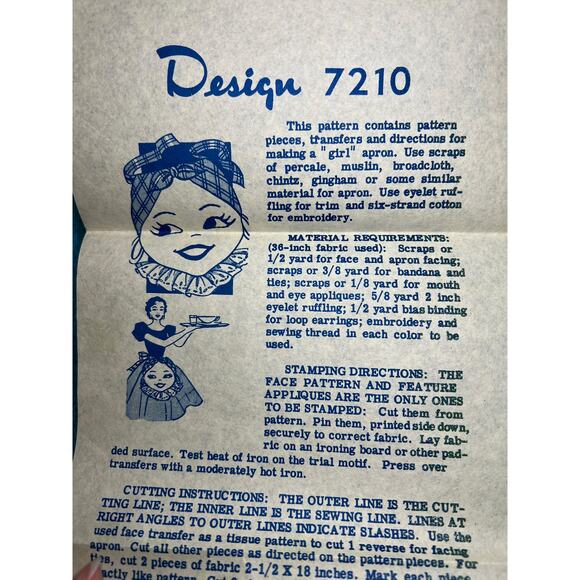 Design 7210
This pattern contains pattern
pieces, transfers and directions for
making a "girl" apron. Use scraps
of percale, muslin, broadcloth,
chintz, gingham or some similar
material for apron. Use eyelet ruf-
fling for trim and six-strand cotton
for embroidery.
MATERIAL REQUIREMENTS:
(36-inch fabric used): Scraps or
1/2 yard for face and apron facing;
scraps or 3/8 yard for bandana and
ties; scraps or 1/8 yard for mouth
and eye appliques; 5/8 yard 2 inch
eyelet ruffling; 1/2 yard bias binding
for loop earrings; embroidery and
sewing thread in each color to be
used.
STAMPING DIRECTIONS: THE
FACE PATTERN AND FEATURE
APPLIQUES ARE THE ONLY ONES
TO BE STAMPED: Cut them from
pattern. Pin them, printed side down,
securely to correct fabric. Lay fab-
ric on an ironing board or other pad-
ded surface. Test heat of iron on the trial motif. Press over
transfers with a moderately hot iron.
CUTTING INSTRUCTIONS: THE OUTER LINE IS THE CUT-
TING LINE; THE INNER LINE IS THE SEWING LINE. LINES AT
RIGHT ANGLES TO OUTER LINES INDICATE SLASHES. Use the
used face transfer as a tissue pattern to cut 1 reverse for facing
apron. Cut all other pieces as directed on the pattern pieces. For
ties, cut 2 pieces of fabric 2-1/2 X 18 inches. Mark each piece
exactly like pattern.